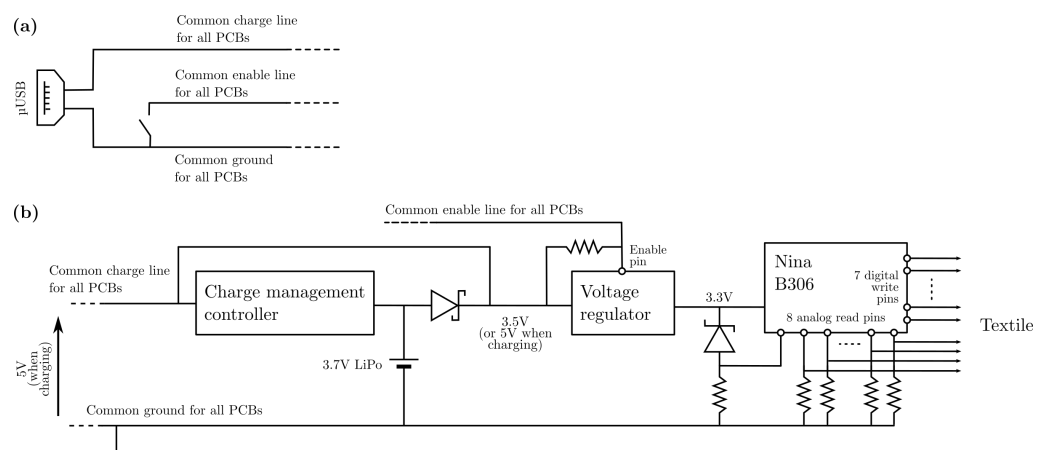 (a)
Common charge line
for all PCBs
µUSB
Common enable line
for all PCBs
Common ground
for all PCBs
(b)
Common enable line for all PCBs
Enable
pin
Common charge line
for all PCBs
Charge management
controller
Voltage
regulator
Nina
B306
7 digital
write
pins
8 analog read pins
3.3V
3.5V
(or 5V when
charging)
Textile
3.7V LiPo
5V
(when
charging)
Common ground for all PCBs